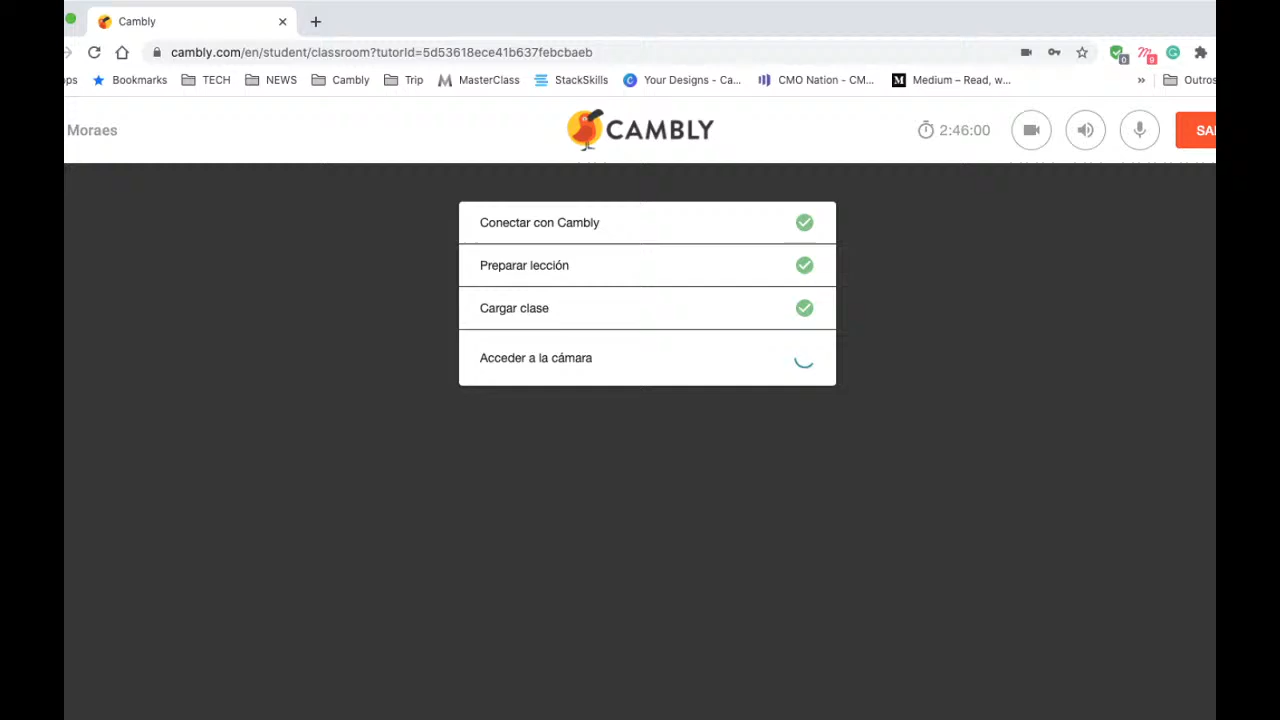 Cambly
cambly.com/en/student/classroom?tutorId=5d53618ece41b637febcbaeb
0
9
ps
Bookmarks
TECH
NEWS
Cambly
Trip
MasterClass
StackSkills
Your Designs - Ca...
CMO Nation - CM...
Medium – Read, w...
»
Outros
Moraes
CAMBLY
2:46:00
SA
Conectar con Cambly
Preparar lección
Cargar clase
Acceder a la cámara